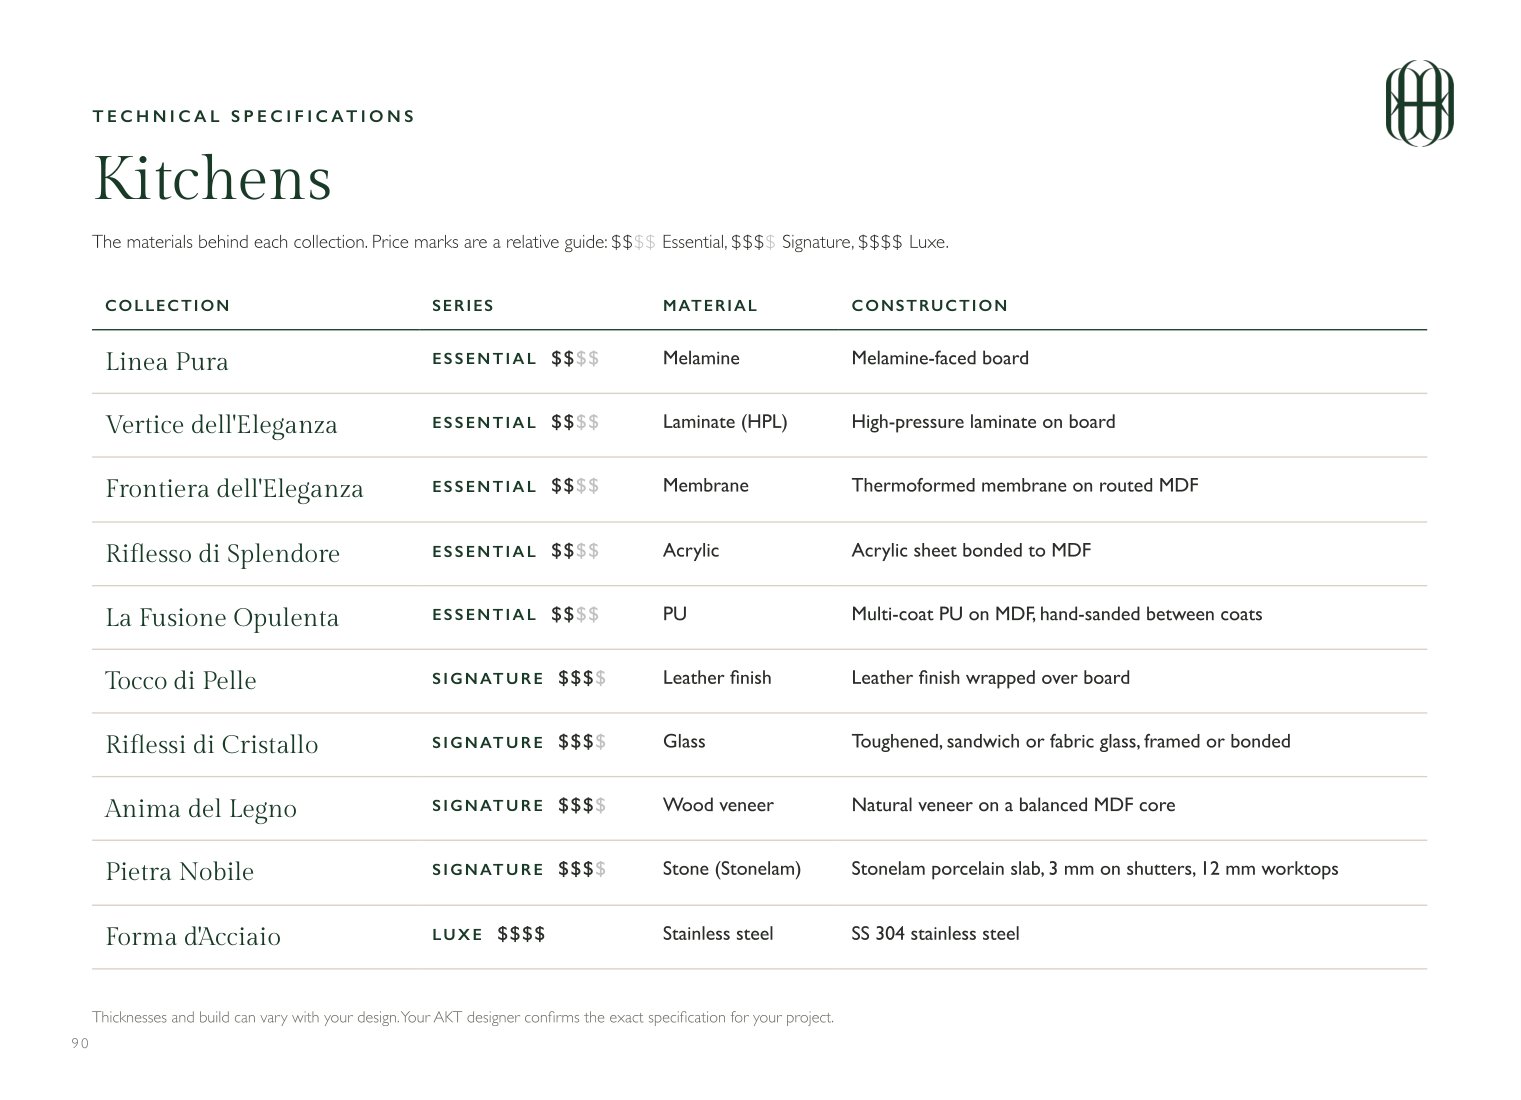 TECHNICAL SPECIFICATIONS
Kitchens
The materials behind each collection. Price marks are a relative guide: $$$$ Essential, $$$$ Signature, $$$$ Luxe.
COLLECTION SERIES MATERIAL CONSTRUCTION
Linea Pura ESSENTIAL $$$$ Melamine Melamine-faced board
Vertice dell'Eleganza ESSENTIAL $$$$ Laminate (HPL) High-pressure laminate on board
Frontiera dell'Eleganza ESSENTIAL $$$$ Membrane Thermoformed membrane on routed MDF
Riflesso di Splendore ESSENTIAL $$$$ Acrylic Acrylic sheet bonded to MDF
La Fusione Opulenta ESSENTIAL $$$$ PU Multi-coat PU on MDF, hand-sanded between coats
Tocco di Pelle SIGNATURE $$$$ Leather finish Leather finish wrapped over board
Riflessi di Cristallo SIGNATURE $$$$ Glass Toughened, sandwich or fabric glass, framed or bonded
Anima del Legno SIGNATURE $$$$ Wood veneer Natural veneer on a balanced MDF core
Pietra Nobile SIGNATURE $$$$ Stone (Stonelam) Stonelam porcelain slab, 3 mm on shutters, 12 mm worktops
Forma d'Acciaio LUXE $$$$ Stainless steel SS 304 stainless steel
Thicknesses and build can vary with your design. Your AKT designer confirms the exact specification for your project.
90